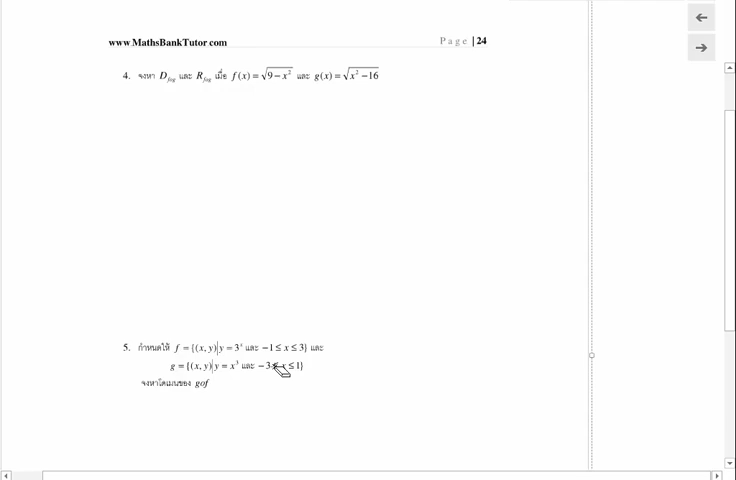 www.MathsBankTutor.com
Page | 24
4. จงหา D_{fog} และ R_{fog} เมื่อ f(x) = √(9 − x²) และ g(x) = √(x² − 16)
5. กำหนดให้ f = {(x, y)|y = 3ˣ และ −1 ≤ x ≤ 3} และ
g = {(x, y)|y = x³ และ −3 ≤ x ≤ 1}
จงหาโดเมนของ gof